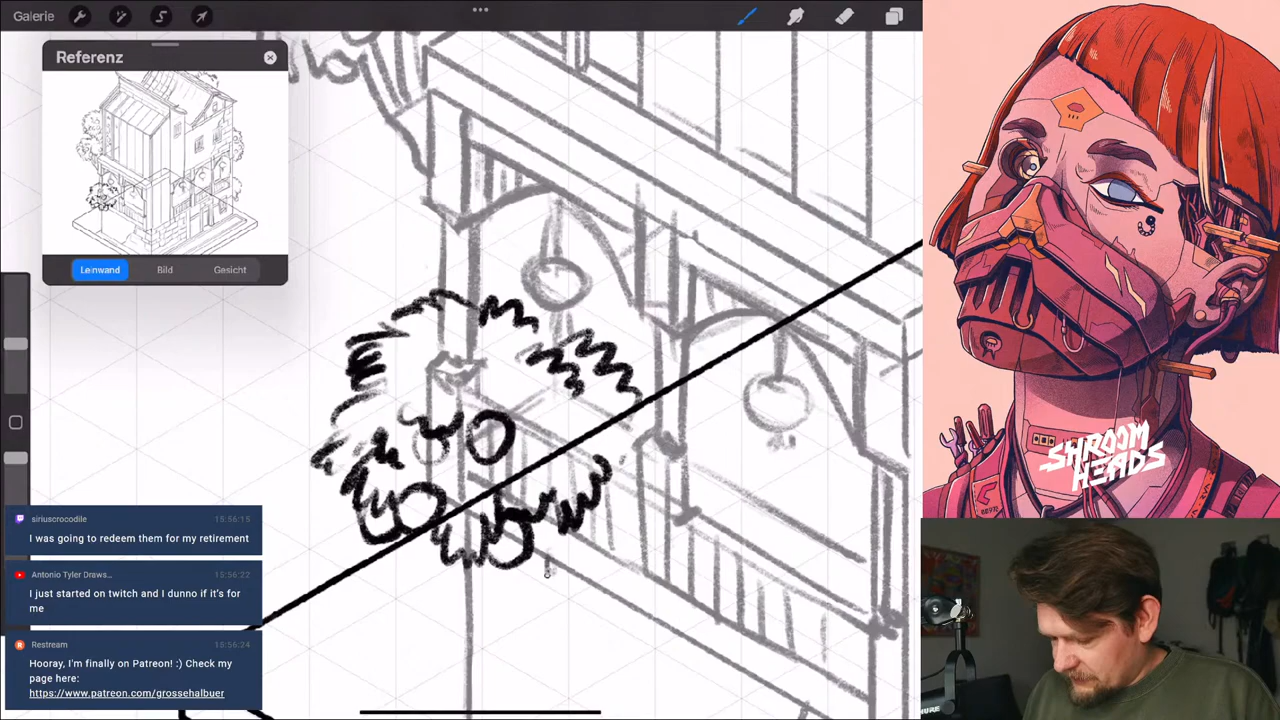 Galerie
Referenz
Leinwand
Bild
Gesicht
siriuscrocodile
15:56:15
I was going to redeem them for my retirement
Antonio Tyler Draws...
15:56:22
I just started on twitch and I dunno if it's for
me
Restream
15:56:24
Hooray, I'm finally on Patreon! :) Check my
page here:
https://www.patreon.com/grossehalbuer
SHROOM
HEADS